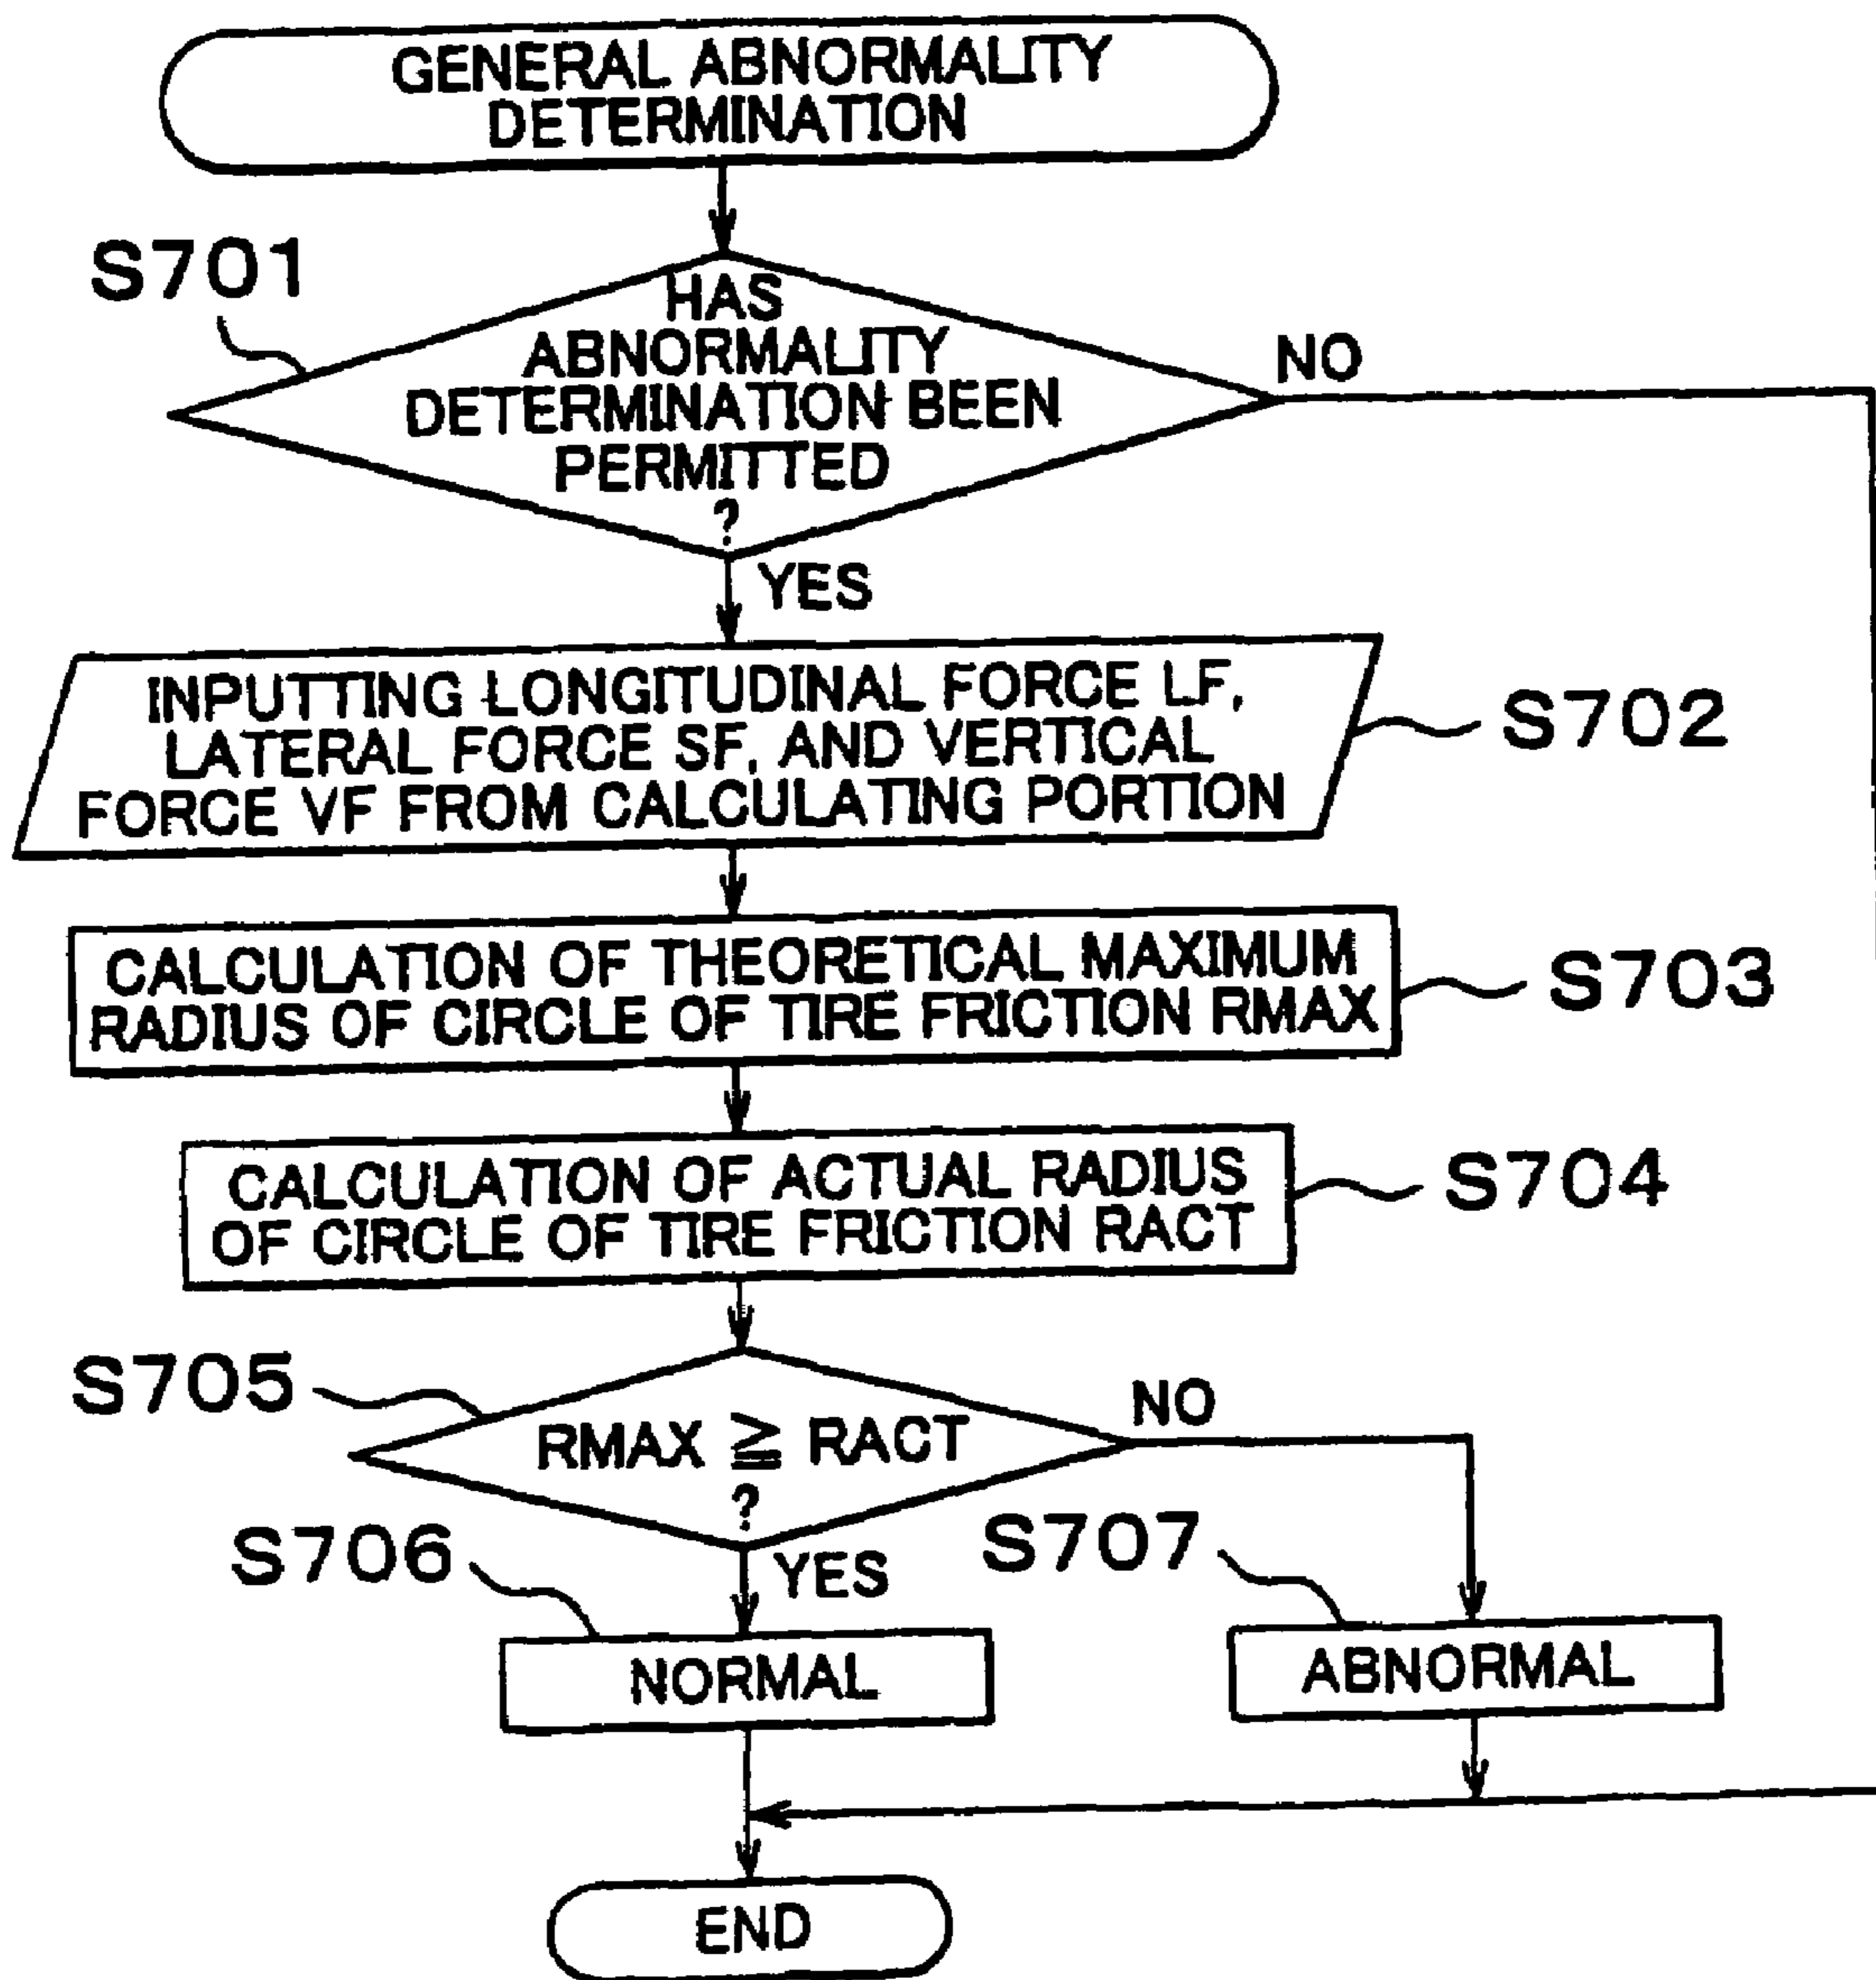 GENERAL ABNORMALITY
DETERMINATION
S701
HAS
ABNORMALITY
DETERMINATION BEEN
PERMITTED
?
NO
YES
INPUTTING LONGITUDINAL FORCE LF,
LATERAL FORCE SF, AND VERTICAL
FORCE VF FROM CALCULATING PORTION
S702
CALCULATION OF THEORETICAL MAXIMUM
RADIUS OF CIRCLE OF TIRE FRICTION RMAX
S703
CALCULATION OF ACTUAL RADIUS
OF CIRCLE OF TIRE FRICTION RACT
S704
S705
RMAX ≧ RACT
?
NO
YES
S706
S707
NORMAL
ABNORMAL
END